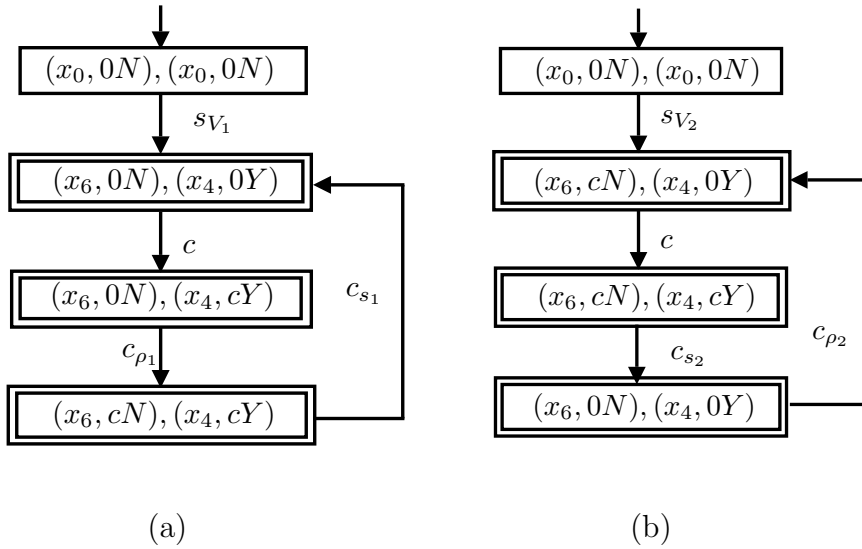 (x_0, 0N), (x_0, 0N)
s_{V_1}
(x_6, 0N), (x_4, 0Y)
c
(x_6, 0N), (x_4, cY)
c_{s_1}
c_{ρ_1}
(x_6, cN), (x_4, cY)
(a)
(x_0, 0N), (x_0, 0N)
s_{V_2}
(x_6, cN), (x_4, 0Y)
c
(x_6, cN), (x_4, cY)
c_{ρ_2}
c_{s_2}
(x_6, 0N), (x_4, 0Y)
(b)